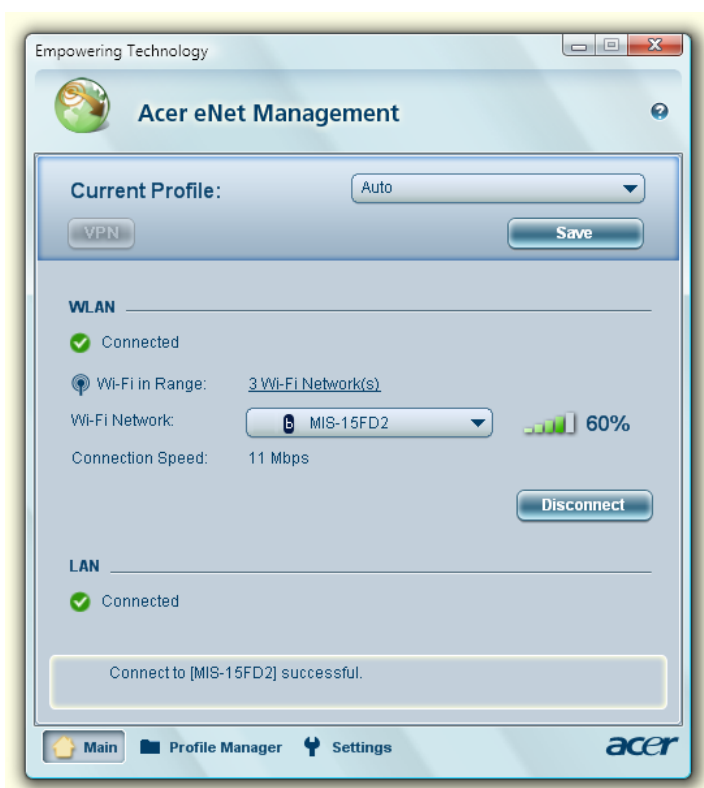 Empowering Technology
Acer eNet Management
Current Profile: Auto
VPN Save
WLAN
Connected
Wi-Fi in Range: 3 Wi-Fi Network(s)
Wi-Fi Network: b MIS-15FD2 60%
Connection Speed: 11 Mbps
Disconnect
LAN
Connected
Connect to [MIS-15FD2] successful.
Main Profile Manager Settings acer